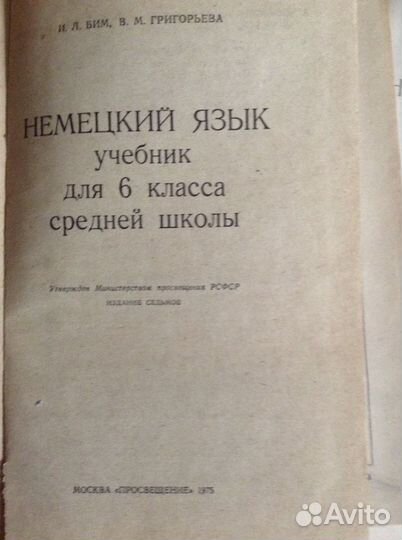 И. Л. БИМ, В. М. ГРИГОРЬЕВА
НЕМЕЦКИЙ ЯЗЫК
учебник
для 6 класса
средней школы
Утверждён Министерством просвещения РСФСР
ИЗДАНИЕ СЕДЬМОЕ
МОСКВА «ПРОСВЕЩЕНИЕ» 1975
Avito